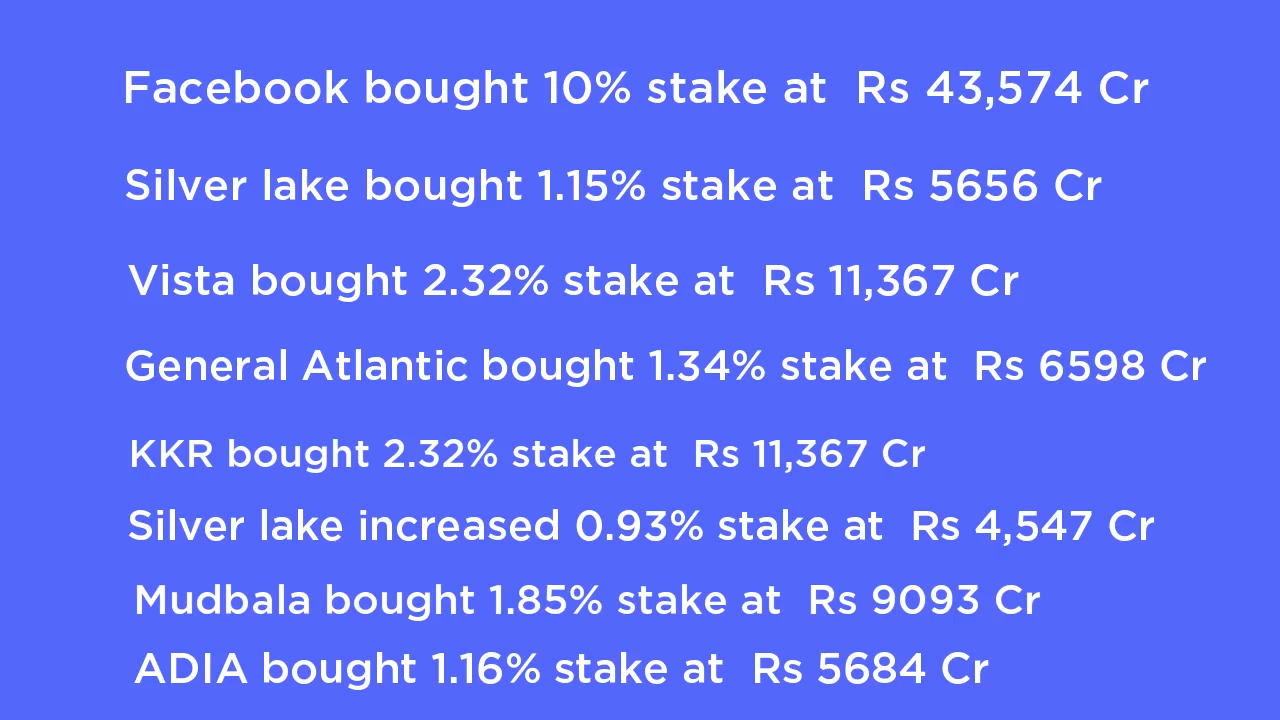 Facebook bought 10% stake at Rs 43,574 Cr
Silver lake bought 1.15% stake at Rs 5656 Cr
Vista bought 2.32% stake at Rs 11,367 Cr
General Atlantic bought 1.34% stake at Rs 6598 Cr
KKR bought 2.32% stake at Rs 11,367 Cr
Silver lake increased 0.93% stake at Rs 4,547 Cr
Mudbala bought 1.85% stake at Rs 9093 Cr
ADIA bought 1.16% stake at Rs 5684 Cr